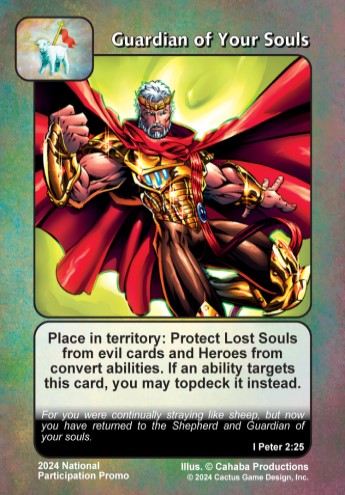 Guardian of Your Souls
Place in territory: Protect Lost Souls
from evil cards and Heroes from
convert abilities. If an ability targets
this card, you may topdeck it instead.
For you were continually straying like sheep, but now
you have returned to the Shepherd and Guardian of
your souls.
I Peter 2:25
2024 National
Participation Promo
Illus. © Cahaba Productions
© 2024 Cactus Game Design, Inc.